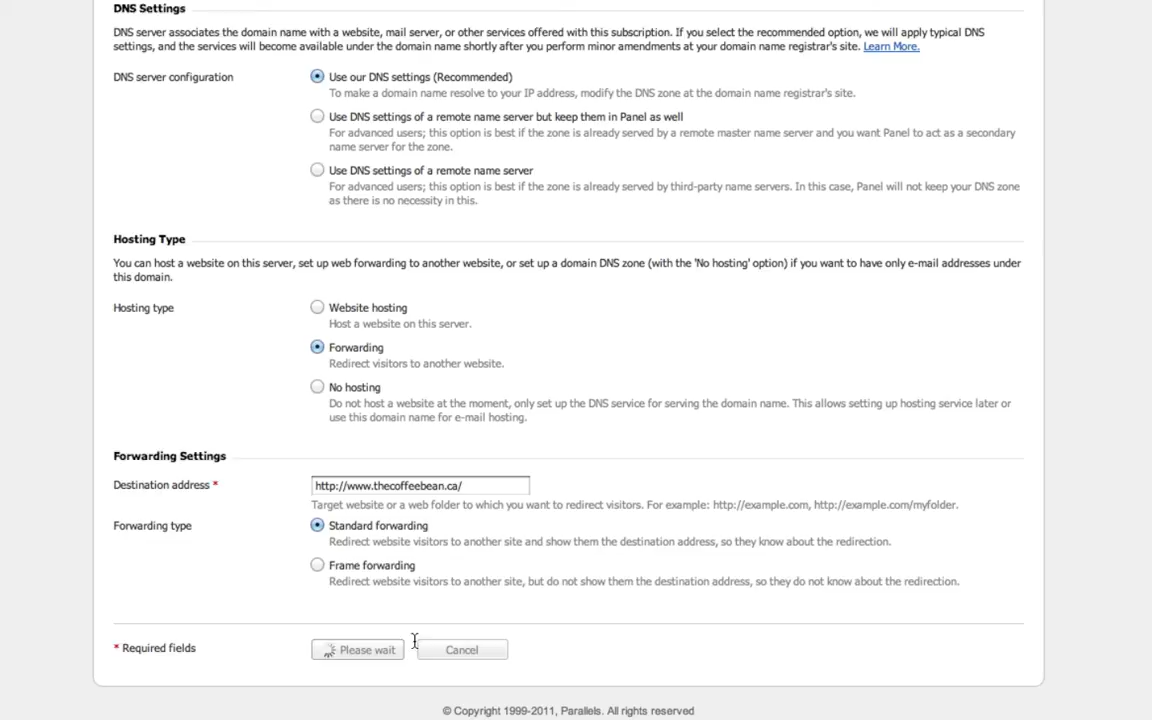 DNS Settings
DNS server associates the domain name with a website, mail server, or other services offered with this subscription. If you select the recommended option, we will apply typical DNS
settings, and the services will become available under the domain name shortly after you perform minor amendments at your domain name registrar's site. Learn More.
DNS server configuration
Use our DNS settings (Recommended)
To make a domain name resolve to your IP address, modify the DNS zone at the domain name registrar's site.
Use DNS settings of a remote name server but keep them in Panel as well
For advanced users; this option is best if the zone is already served by a remote master name server and you want Panel to act as a secondary
name server for the zone.
Use DNS settings of a remote name server
For advanced users; this option is best if the zone is already served by third-party name servers. In this case, Panel will not keep your DNS zone
as there is no necessity in this.
Hosting Type
You can host a website on this server, set up web forwarding to another website, or set up a domain DNS zone (with the 'No hosting' option) if you want to have only e-mail addresses under
this domain.
Hosting type
Website hosting
Host a website on this server.
Forwarding
Redirect visitors to another website.
No hosting
Do not host a website at the moment, only set up the DNS service for serving the domain name. This allows setting up hosting service later or
use this domain name for e-mail hosting.
Forwarding Settings
Destination address *
http://www.thecoffeebean.ca/
Target website or a web folder to which you want to redirect visitors. For example: http://example.com, http://example.com/myfolder.
Forwarding type
Standard forwarding
Redirect website visitors to another site and show them the destination address, so they know about the redirection.
Frame forwarding
Redirect website visitors to another site, but do not show them the destination address, so they do not know about the redirection.
* Required fields
Please wait
Cancel
© Copyright 1999-2011, Parallels. All rights reserved